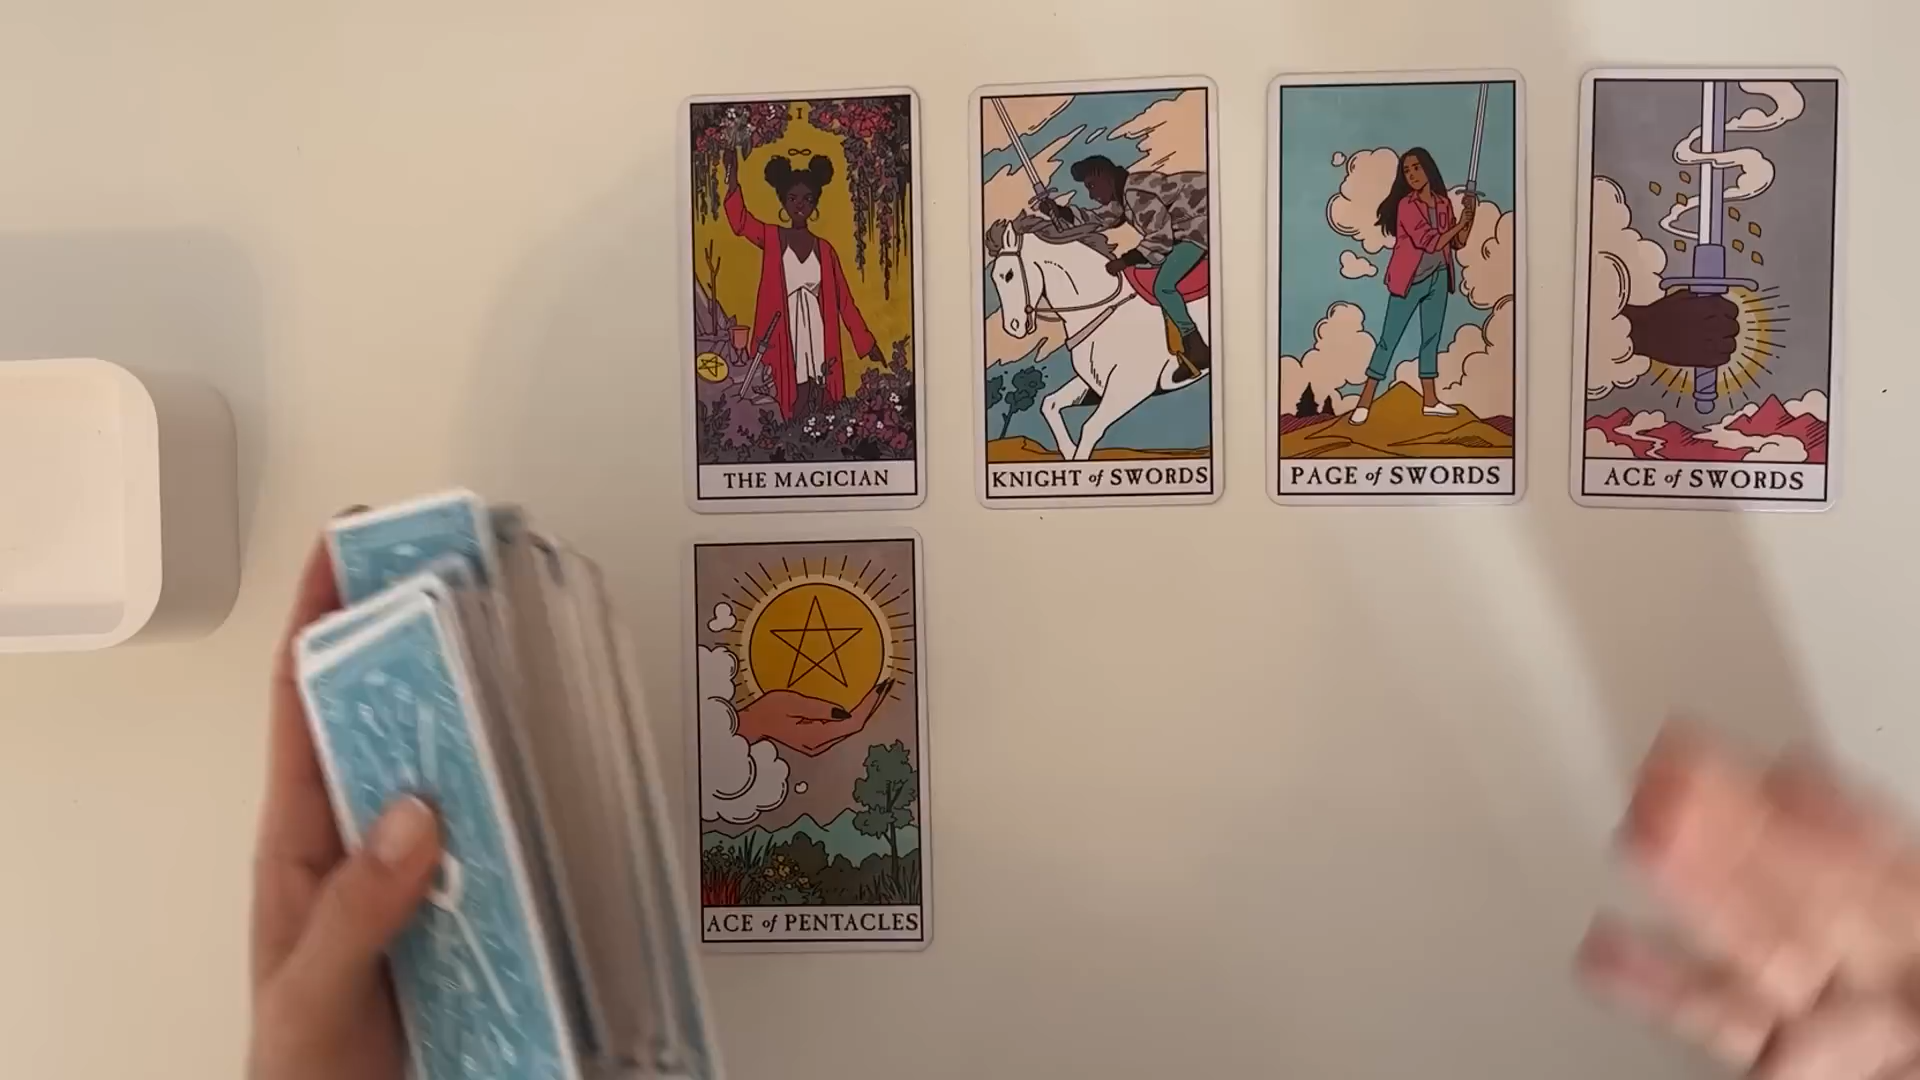 I
THE MAGICIAN
KNIGHT of SWORDS
PAGE of SWORDS
ACE of SWORDS
ACE of PENTACLES